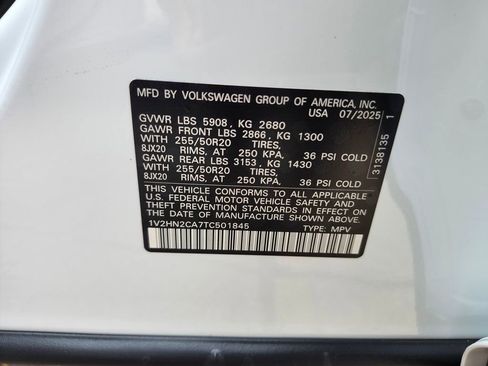 MFD BY VOLKSWAGEN GROUP OF AMERICA, INC.
USA 07/2025
GVWR LBS 5908, KG 2680
GAWR FRONT LBS 2866, KG 1300
WITH 255/50R20 TIRES,
8JX20 RIMS, AT 250 KPA, 36 PSI COLD
GAWR REAR LBS 3153, KG 1430
WITH 255/50R20 TIRES,
8JX20 RIMS, AT 250 KPA, 36 PSI COLD
THIS VEHICLE CONFORMS TO ALL APPLICABLE
U.S. FEDERAL MOTOR VEHICLE SAFETY AND
THEFT PREVENTION STANDARDS IN EFFECT ON
THE DATE OF MANUFACTURE SHOWN ABOVE.
1V2HN2CA7TC501845 TYPE: MPV
3138135 1